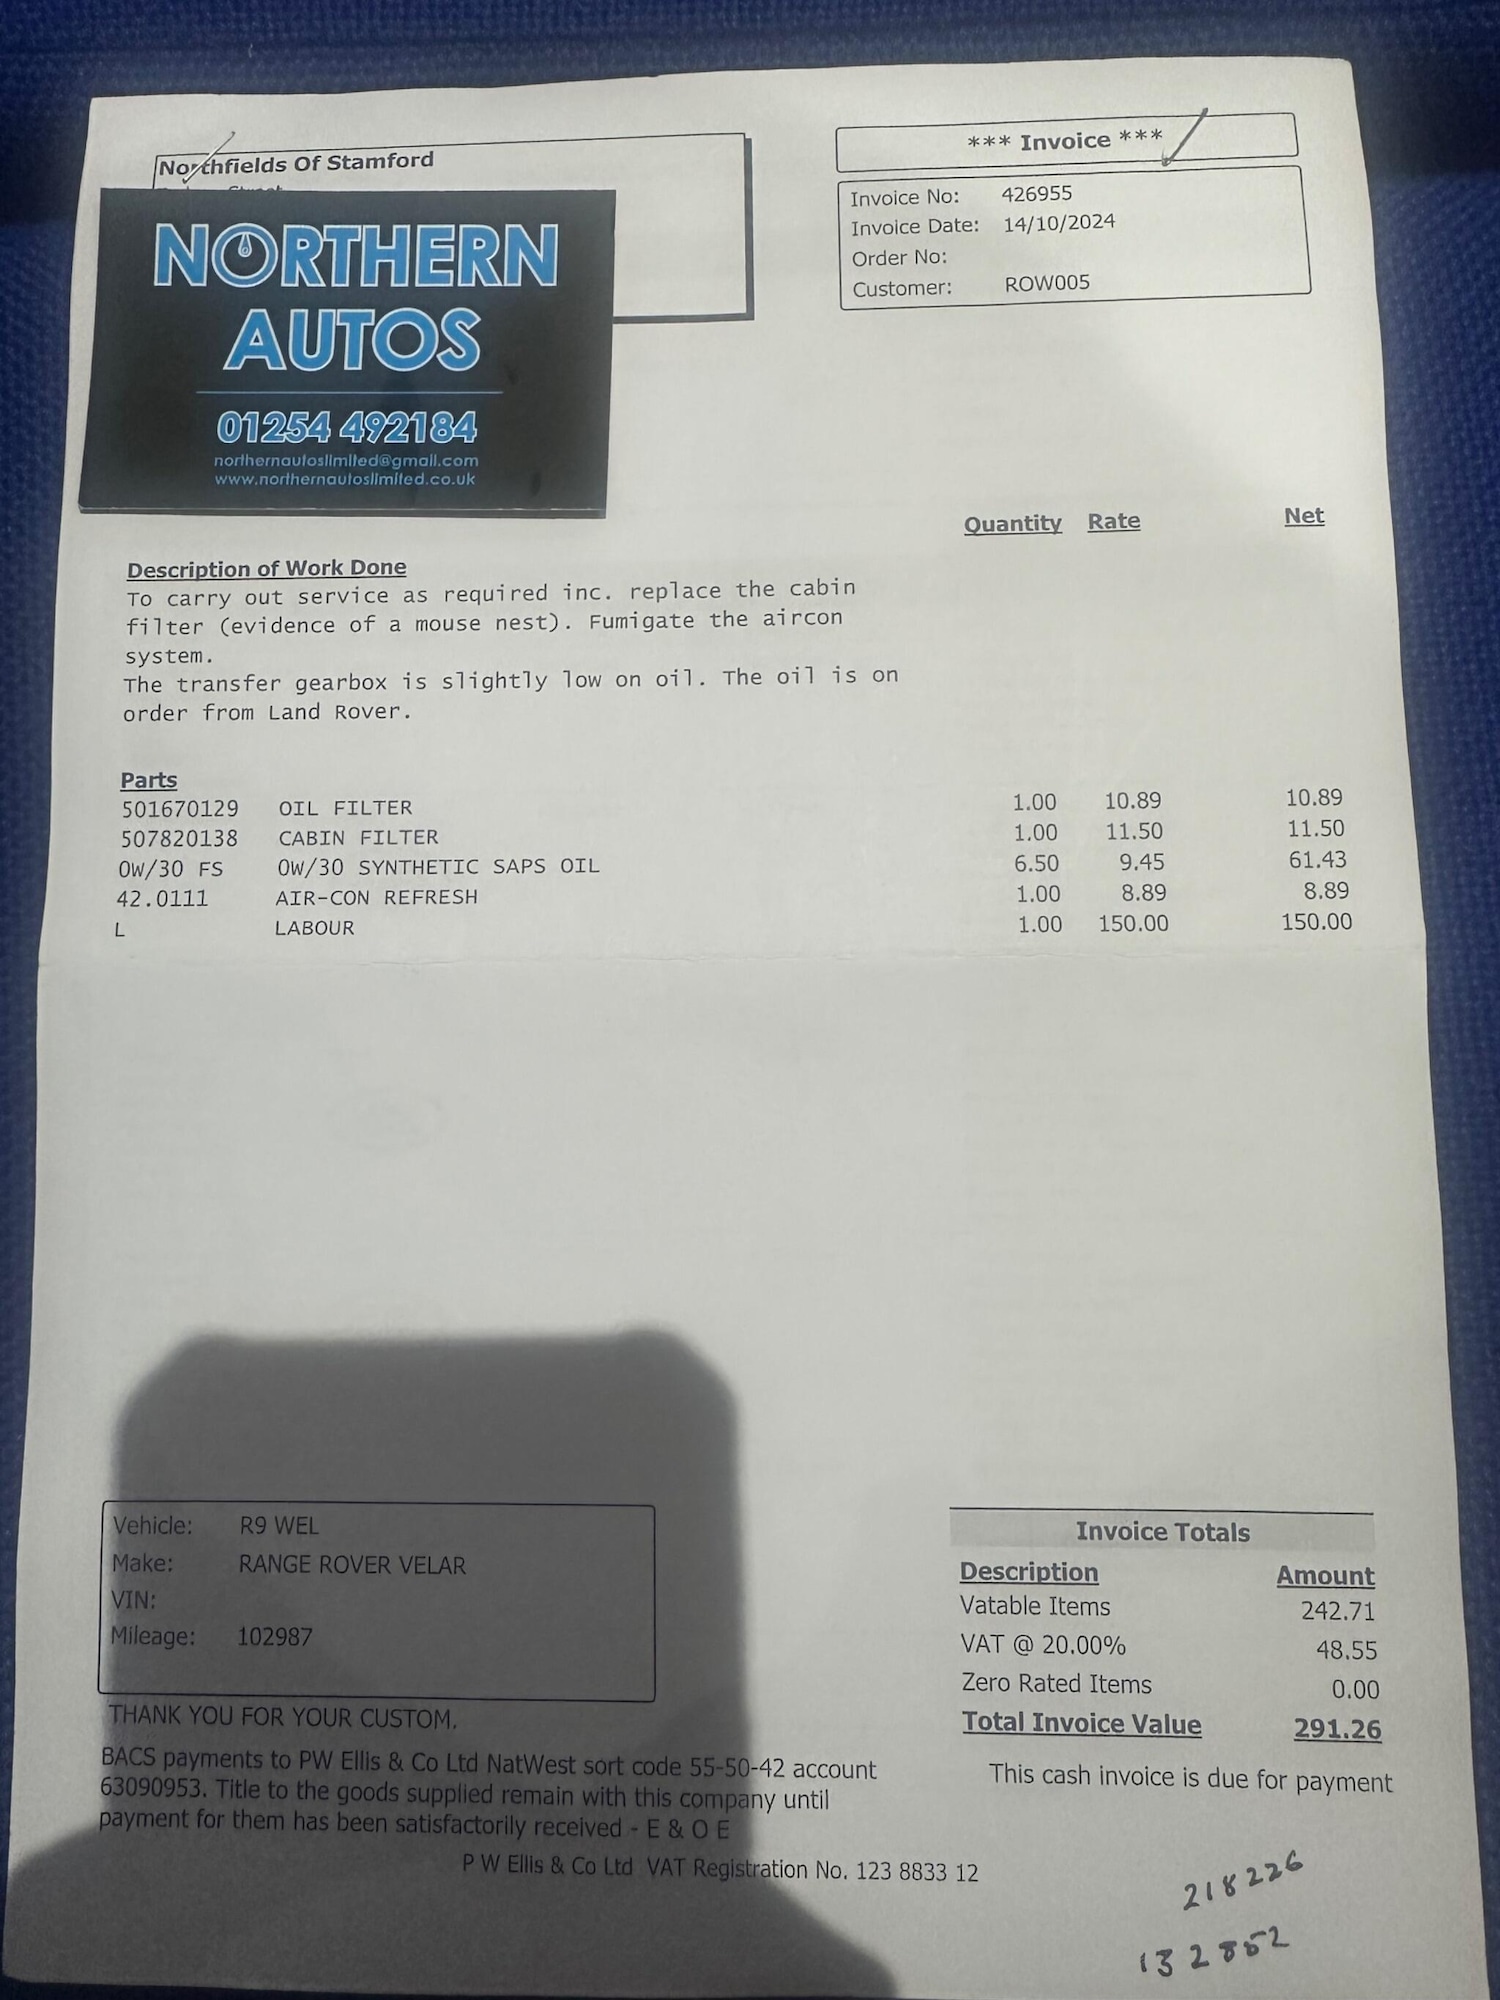 Northfields Of Stamford
Street
NORTHERN
AUTOS
01254 492184
northernautoslimited@gmail.com
www.northernautoslimited.co.uk
*** Invoice ***
Invoice No: 426955
Invoice Date: 14/10/2024
Order No:
Customer: ROW005
Quantity Rate Net
Description of Work Done
To carry out service as required inc. replace the cabin
filter (evidence of a mouse nest). Fumigate the aircon
system.
The transfer gearbox is slightly low on oil. The oil is on
order from Land Rover.
Parts
501670129 OIL FILTER 1.00 10.89 10.89
507820138 CABIN FILTER 1.00 11.50 11.50
0W/30 FS 0W/30 SYNTHETIC SAPS OIL 6.50 9.45 61.43
42.0111 AIR-CON REFRESH 1.00 8.89 8.89
L LABOUR 1.00 150.00 150.00
Vehicle: R9 WEL
Make: RANGE ROVER VELAR
VIN:
Mileage: 102987
Invoice Totals
Description Amount
Vatable Items 242.71
VAT @ 20.00% 48.55
Zero Rated Items 0.00
Total Invoice Value 291.26
THANK YOU FOR YOUR CUSTOM.
BACS payments to PW Ellis & Co Ltd NatWest sort code 55-50-42 account
63090953. Title to the goods supplied remain with this company until
payment for them has been satisfactorily received - E & O E
This cash invoice is due for payment
P W Ellis & Co Ltd VAT Registration No. 123 8833 12
218226
132852